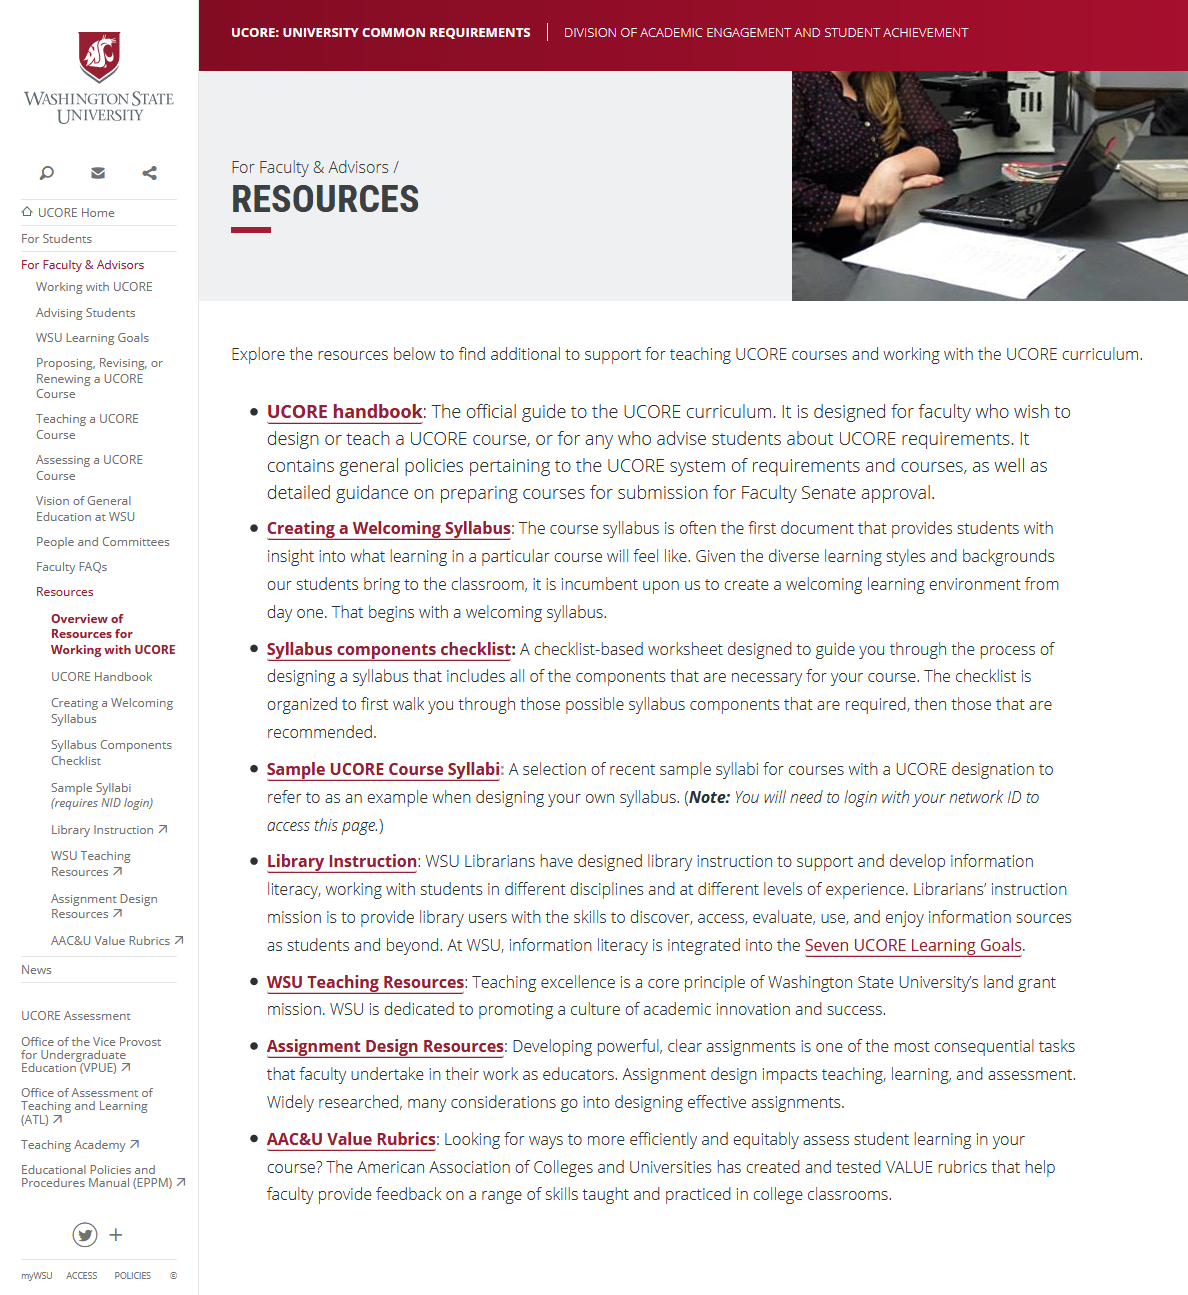 WASHINGTON STATE
UNIVERSITY
UCORE Home
For Students
For Faculty & Advisors
Working with UCORE
Advising Students
WSU Learning Goals
Proposing, Revising, or
Renewing a UCORE
Course
Teaching a UCORE
Course
Assessing a UCORE
Course
Vision of General
Education at WSU
People and Committees
Faculty FAQs
Resources
Overview of
Resources for
Working with UCORE
UCORE Handbook
Creating a Welcoming
Syllabus
Syllabus Components
Checklist
Sample Syllabi
(requires NID login)
Library Instruction
WSU Teaching
Resources
Assignment Design
Resources
AAC&U Value Rubrics
News
UCORE Assessment
Office of the Vice Provost
for Undergraduate
Education (VPUE)
Office of Assessment of
Teaching and Learning
(ATL)
Teaching Academy
Educational Policies and
Procedures Manual (EPPM)
myWSU ACCESS POLICIES ©
UCORE: UNIVERSITY COMMON REQUIREMENTS | DIVISION OF ACADEMIC ENGAGEMENT AND STUDENT ACHIEVEMENT
For Faculty & Advisors /
RESOURCES
Explore the resources below to find additional to support for teaching UCORE courses and working with the UCORE curriculum.
• UCORE handbook: The official guide to the UCORE curriculum. It is designed for faculty who wish to
design or teach a UCORE course, or for any who advise students about UCORE requirements. It
contains general policies pertaining to the UCORE system of requirements and courses, as well as
detailed guidance on preparing courses for submission for Faculty Senate approval.
• Creating a Welcoming Syllabus: The course syllabus is often the first document that provides students with
insight into what learning in a particular course will feel like. Given the diverse learning styles and backgrounds
our students bring to the classroom, it is incumbent upon us to create a welcoming learning environment from
day one. That begins with a welcoming syllabus.
• Syllabus components checklist: A checklist-based worksheet designed to guide you through the process of
designing a syllabus that includes all of the components that are necessary for your course. The checklist is
organized to first walk you through those possible syllabus components that are required, then those that are
recommended.
• Sample UCORE Course Syllabi: A selection of recent sample syllabi for courses with a UCORE designation to
refer to as an example when designing your own syllabus. (Note: You will need to login with your network ID to
access this page.)
• Library Instruction: WSU Librarians have designed library instruction to support and develop information
literacy, working with students in different disciplines and at different levels of experience. Librarians’ instruction
mission is to provide library users with the skills to discover, access, evaluate, use, and enjoy information sources
as students and beyond. At WSU, information literacy is integrated into the Seven UCORE Learning Goals.
• WSU Teaching Resources: Teaching excellence is a core principle of Washington State University’s land grant
mission. WSU is dedicated to promoting a culture of academic innovation and success.
• Assignment Design Resources: Developing powerful, clear assignments is one of the most consequential tasks
that faculty undertake in their work as educators. Assignment design impacts teaching, learning, and assessment.
Widely researched, many considerations go into designing effective assignments.
• AAC&U Value Rubrics: Looking for ways to more efficiently and equitably assess student learning in your
course? The American Association of Colleges and Universities has created and tested VALUE rubrics that help
faculty provide feedback on a range of skills taught and practiced in college classrooms.